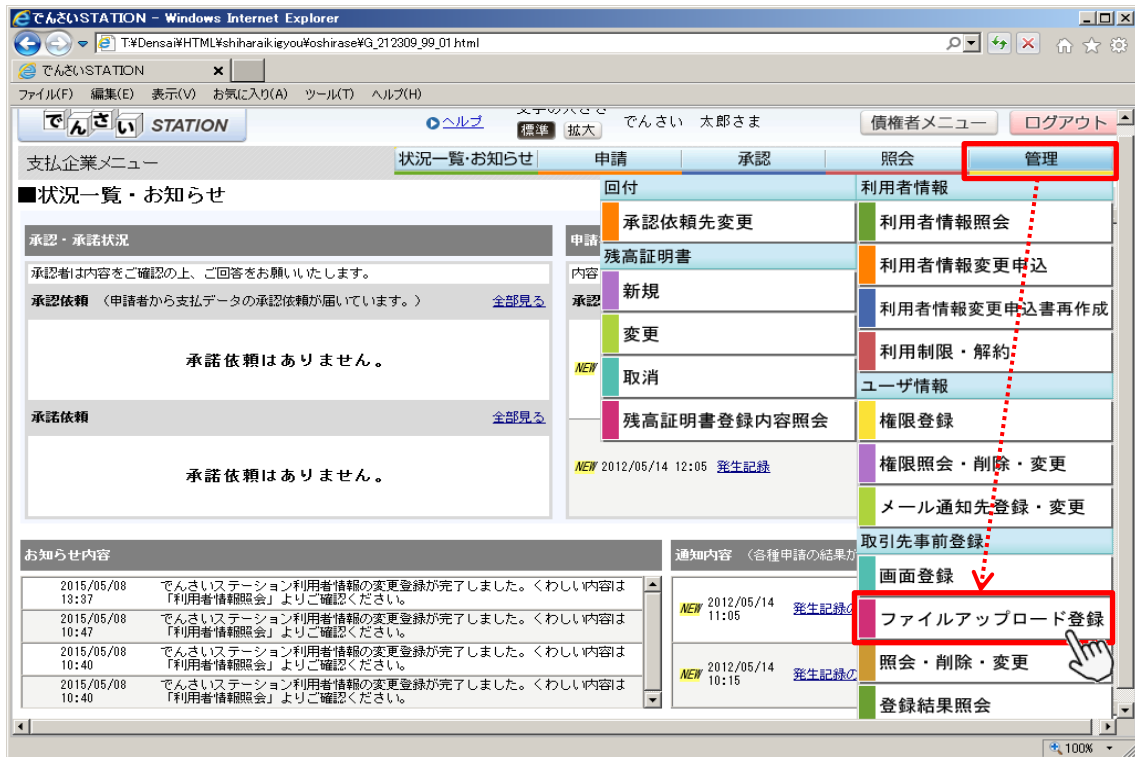 でんさいSTATION - Windows Internet Explorer
T:¥Densai¥HTML¥shiharaikigyou¥oshirase¥G_212309_99_01.html
でんさいSTATION
ファイル(F) 編集(E) 表示(V) お気に入り(A) ツール(T) ヘルプ(H)
でんさい STATION
ヘルプ
標準 拡大
でんさい 太郎さま
債権者メニュー
ログアウト
支払企業メニュー
状況一覧・お知らせ 申請 承認 照会 管理
■状況一覧・お知らせ
承認・承諾状況
承認者は内容をご確認の上、ご回答をお願いいたします。
承認依頼 (申請者から支払データの承認依頼が届いています。) 全部見る
承諾依頼はありません。
承諾依頼 全部見る
承諾依頼はありません。
申請
内容
承認
NEW
NEW 2012/05/14 12:05 発生記録
回付
承認依頼先変更
残高証明書
新規
変更
取消
残高証明書登録内容照会
利用者情報
利用者情報照会
利用者情報変更申込
利用者情報変更申込書再作成
利用制限・解約
ユーザ情報
権限登録
権限照会・削除・変更
メール通知先登録・変更
取引先事前登録
画面登録
ファイルアップロード登録
照会・削除・変更
登録結果照会
お知らせ内容
2015/05/08 13:37 でんさいステーション利用者情報の変更登録が完了しました。くわしい内容は
「利用者情報照会」よりご確認ください。
2015/05/08 10:47 でんさいステーション利用者情報の変更登録が完了しました。くわしい内容は
「利用者情報照会」よりご確認ください。
2015/05/08 10:40 でんさいステーション利用者情報の変更登録が完了しました。くわしい内容は
「利用者情報照会」よりご確認ください。
2015/05/08 10:40 でんさいステーション利用者情報の変更登録が完了しました。くわしい内容は
「利用者情報照会」よりご確認ください。
通知内容 (各種申請の結果が
NEW 2012/05/14 11:05 発生記録の
NEW 2012/05/14 10:15 発生記録の
100%